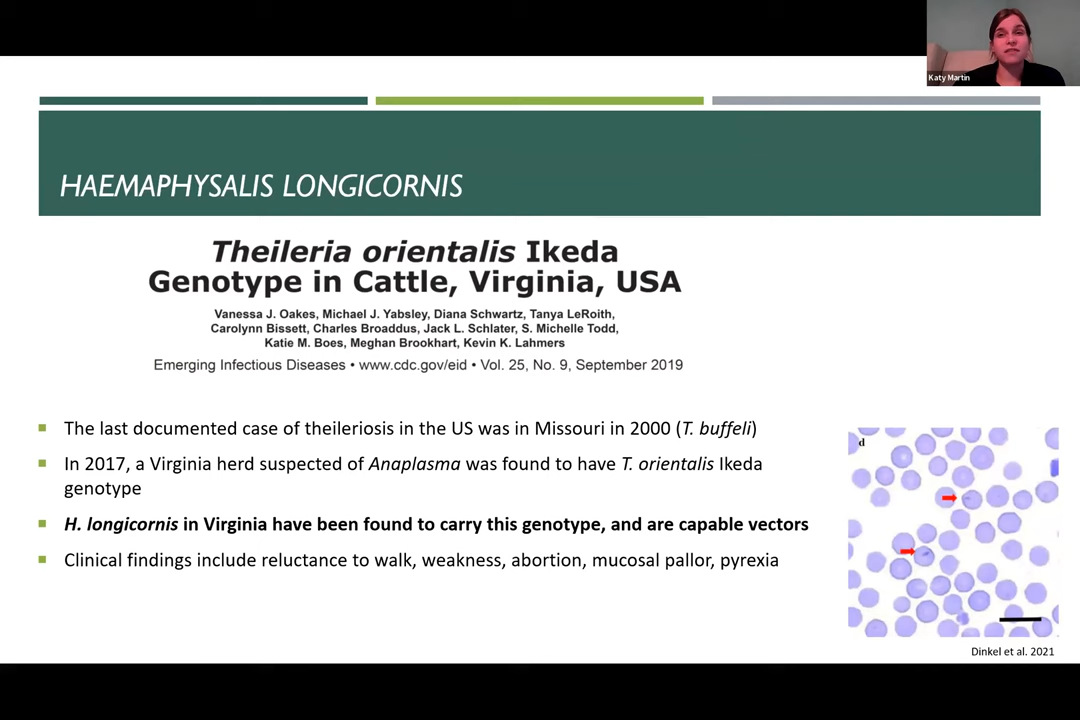 Katy Martin
HAEMAPHYSALIS LONGICORNIS
Theileria orientalis Ikeda
Genotype in Cattle, Virginia, USA
Vanessa J. Oakes, Michael J. Yabsley, Diana Schwartz, Tanya LeRoith,
Carolynn Bissett, Charles Broaddus, Jack L. Schlater, S. Michelle Todd,
Katie M. Boes, Meghan Brookhart, Kevin K. Lahmers
Emerging Infectious Diseases • www.cdc.gov/eid • Vol. 25, No. 9, September 2019
The last documented case of theileriosis in the US was in Missouri in 2000 (T. buffeli)
In 2017, a Virginia herd suspected of Anaplasma was found to have T. orientalis Ikeda
genotype
H. longicornis in Virginia have been found to carry this genotype, and are capable vectors
Clinical findings include reluctance to walk, weakness, abortion, mucosal pallor, pyrexia
d
Dinkel et al. 2021